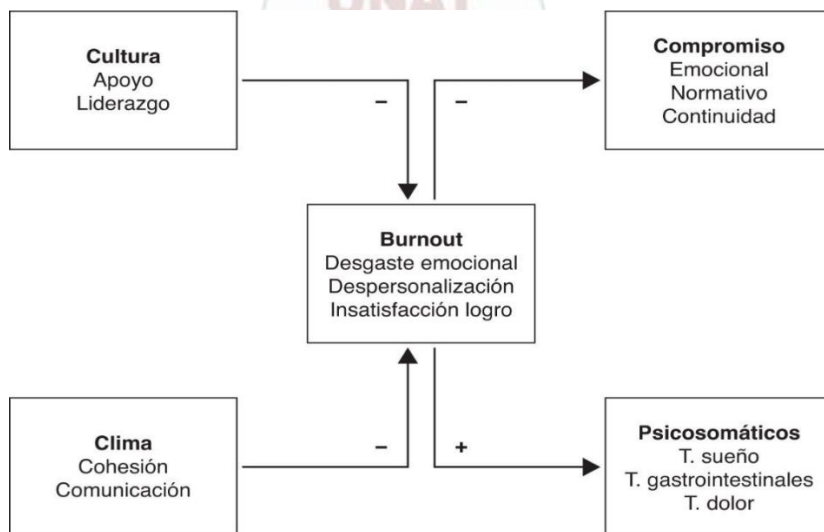 UNAT
Cultura
Apoyo
Liderazgo
–
–
Compromiso
Emocional
Normativo
Continuidad
Burnout
Desgaste emocional
Despersonalización
Insatisfacción logro
Clima
Cohesión
Comunicación
–
+
Psicosomáticos
T. sueño
T. gastrointestinales
T. dolor